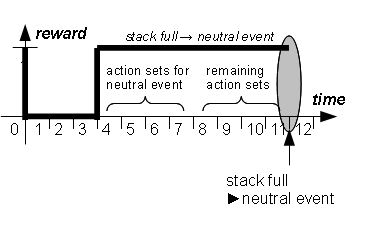 reward
stack full → neutral event
action sets for
neutral event
remaining
action sets
time
0 1 2 3 4 5 6 7 8 9 10 11 12
stack full
▶neutral event